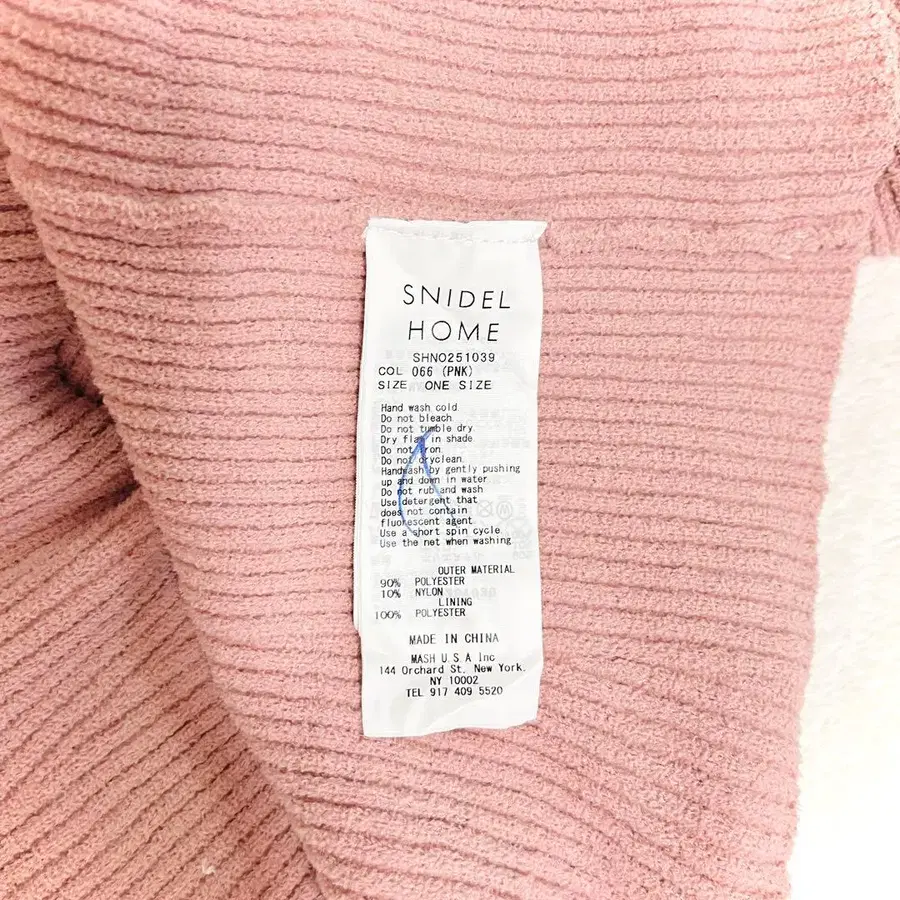 SNIDEL
HOME
SHNO251039
COL 066 (PNK)
SIZE ONE SIZE
Hand wash cold
Do not bleach
Do not tumble dry
Dry flat in shade
Do not iron
Do not dryclean
Handwash by gently pushing
up and down in water
Do not rub and wash
Use detergent that
does not contain
fluorescent agent
Use a short spin cycle
Use the net when washing
OUTER MATERIAL
90% POLYESTER
10% NYLON
LINING
100% POLYESTER
MADE IN CHINA
MASH U S A Inc
144 Orchard St. New York.
NY 10002
TEL 917 409 5520